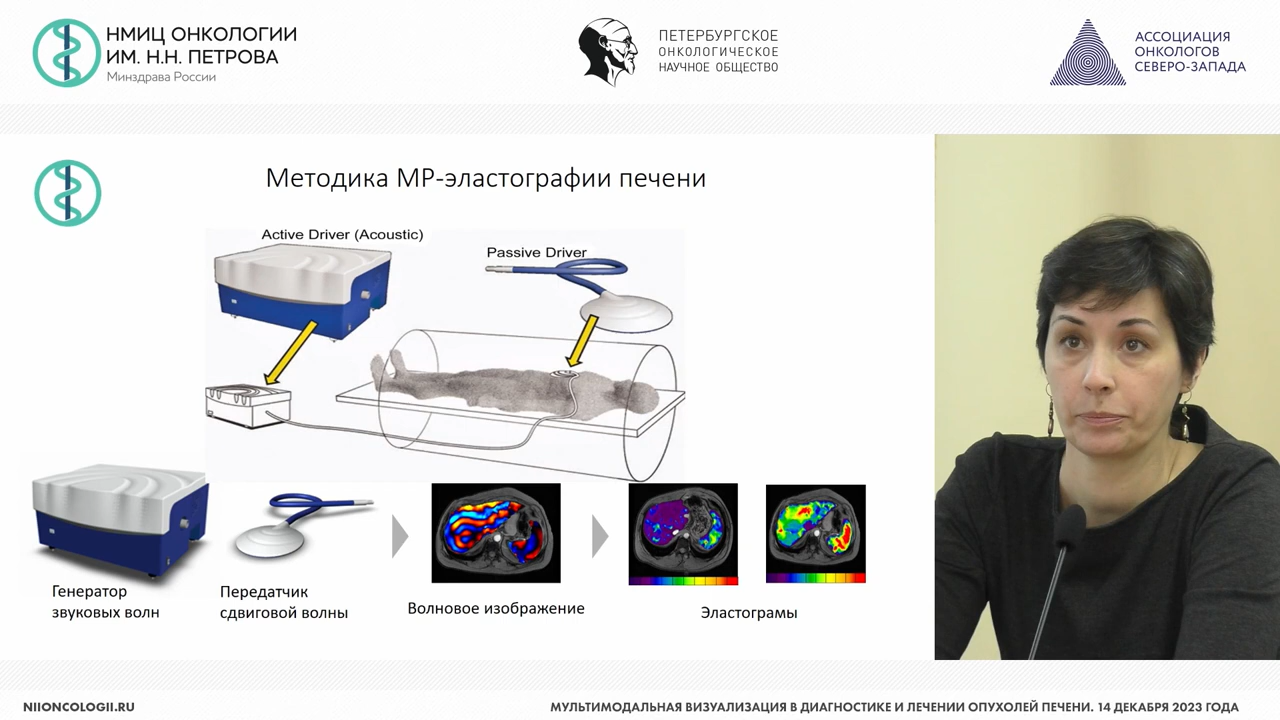 НМИЦ ОНКОЛОГИИ
ИМ. Н.Н. ПЕТРОВА
Минздрава России
ПЕТЕРБУРГСКОЕ
ОНКОЛОГИЧЕСКОЕ
НАУЧНОЕ ОБЩЕСТВО
АССОЦИАЦИЯ
ОНКОЛОГОВ
СЕВЕРО-ЗАПАДА
Методика МР-эластографии печени
Active Driver (Acoustic)
Passive Driver
Генератор
звуковых волн
Передатчик
сдвиговой волны
Волновое изображение
Эластограмы
NIIONCOLOGII.RU
МУЛЬТИМОДАЛЬНАЯ ВИЗУАЛИЗАЦИЯ В ДИАГНОСТИКЕ И ЛЕЧЕНИИ ОПУХОЛЕЙ ПЕЧЕНИ. 14 ДЕКАБРЯ 2023 ГОДА